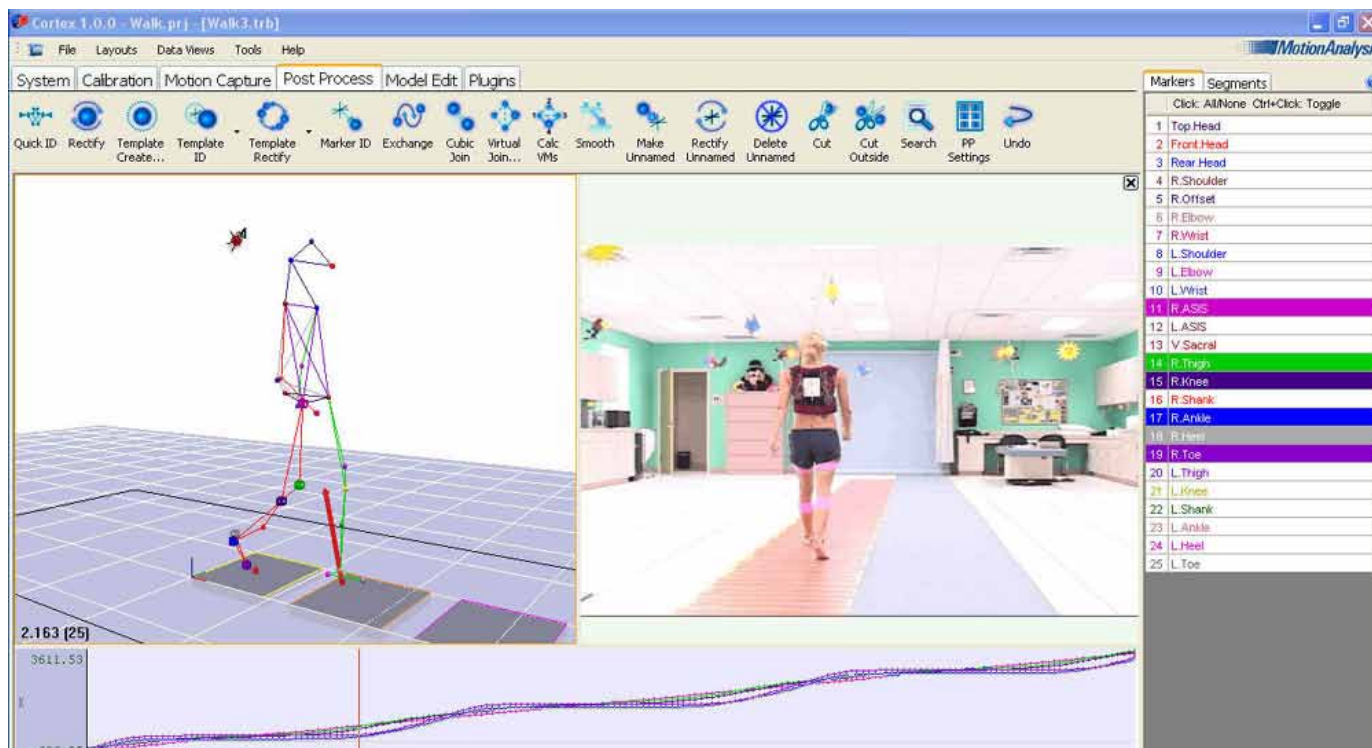 Cortex 1.0.0 - Walk.prj - [Walk3.trb]
File Layouts Data Views Tools Help
MotionAnalysis
System Calibration Motion Capture Post Process Model Edit Plugins
Markers Segments
Click: All/None Ctrl+Click: Toggle
Quick ID Rectify Template Create... Template ID Template Rectify Marker ID Exchange Cubic Join Virtual Join... Calc VMs Smooth Make Unnamed Rectify Unnamed Delete Unnamed Cut Cut Outside Search PP Settings Undo
1 Top.Head
2 Front.Head
3 Rear.Head
4 R.Shoulder
5 R.Offset
6 R.Elbow
7 R.Wrist
8 L.Shoulder
9 L.Elbow
10 L.Wrist
11 R.ASIS
12 L.ASIS
13 V.Sacral
14 R.Thigh
15 R.Knee
16 R.Shank
17 R.Ankle
18 R.Heel
19 R.Toe
20 L.Thigh
21 L.Knee
22 L.Shank
23 L.Ankle
24 L.Heel
25 L.Toe
2.163 (25)
3611.53
X